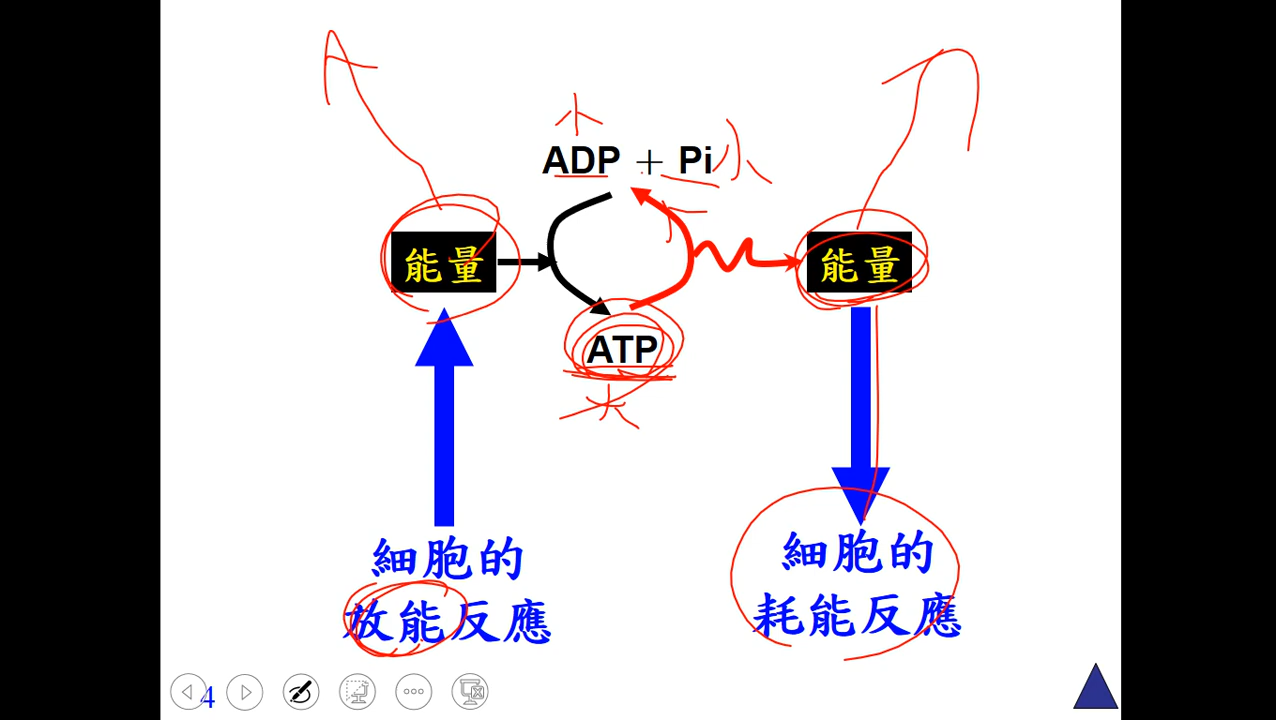 小
ADP + Pi 小
能量
能量
ATP
大
細胞的
放能反應
細胞的
耗能反應
4